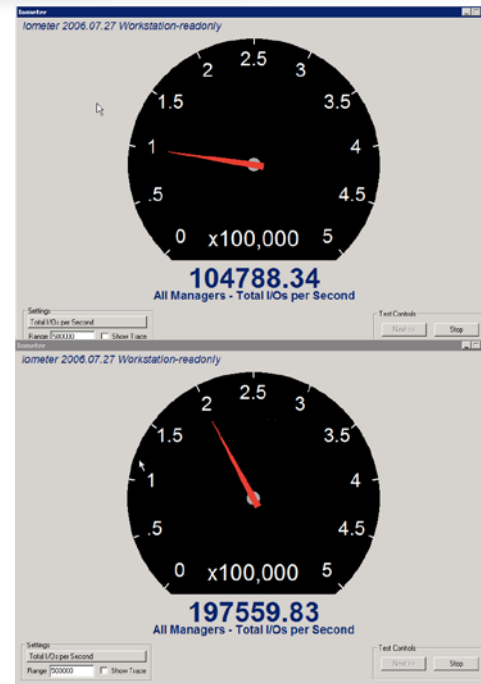 Iometer
Iometer 2006.07.27 Workstation-readonly
0 .5 1 1.5 2 2.5 3 3.5 4 4.5 5
x100,000
104788.34
All Managers - Total I/Os per Second
Settings
Total I/Os per Second
Range 500000 Show Trace
Test Controls
Next >> Stop
Iometer
Iometer 2006.07.27 Workstation-readonly
0 .5 1 1.5 2 2.5 3 3.5 4 4.5 5
x100,000
197559.83
All Managers - Total I/Os per Second
Settings
Total I/Os per Second
Range 500000 Show Trace
Test Controls
Next >> Stop